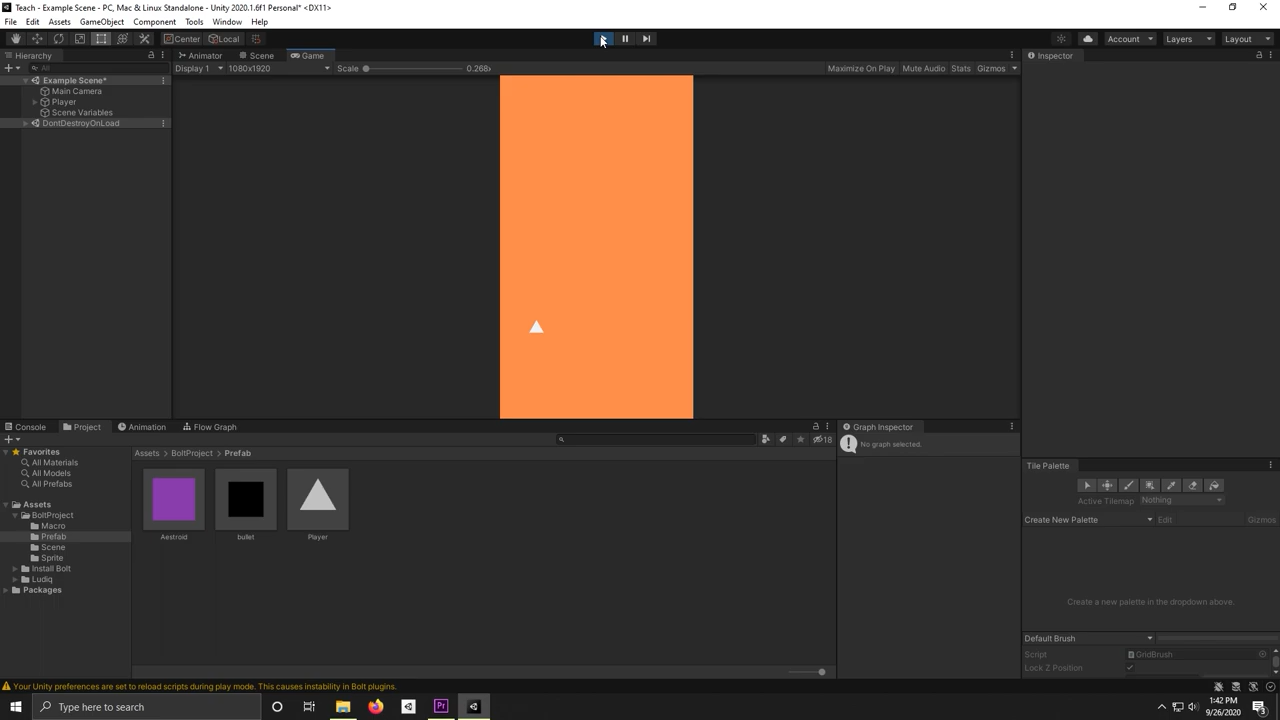 Teach - Example Scene - PC, Mac & Linux Standalone - Unity 2020.1.6f1 Personal* <DX11>
File Edit Assets GameObject Component Tools Window Help
Center Local Account Layers Layout
Hierarchy Animator Scene Game Inspector
All Display 1 1080x1920 Scale 0.268x Maximize On Play Mute Audio Stats Gizmos
Example Scene*
Main Camera
Player
Scene Variables
DontDestroyOnLoad
Console Project Animation Flow Graph Graph Inspector
18
No graph selected.
Favorites
All Materials
All Models
All Prefabs
Assets > BoltProject > Prefab
Assets
BoltProject
Macro
Prefab
Scene
Sprite
Install Bolt
Ludiq
Packages
Aestroid bullet Player
Tile Palette
Active Tilemap Nothing
Create New Palette Edit Gizmos
Create a new palette in the dropdown above.
Default Brush
Script GridBrush
Lock Z Position
Your Unity preferences are set to reload scripts during play mode. This causes instability in Bolt plugins.
Type here to search
Pr
1:42 PM
9/26/2020
3